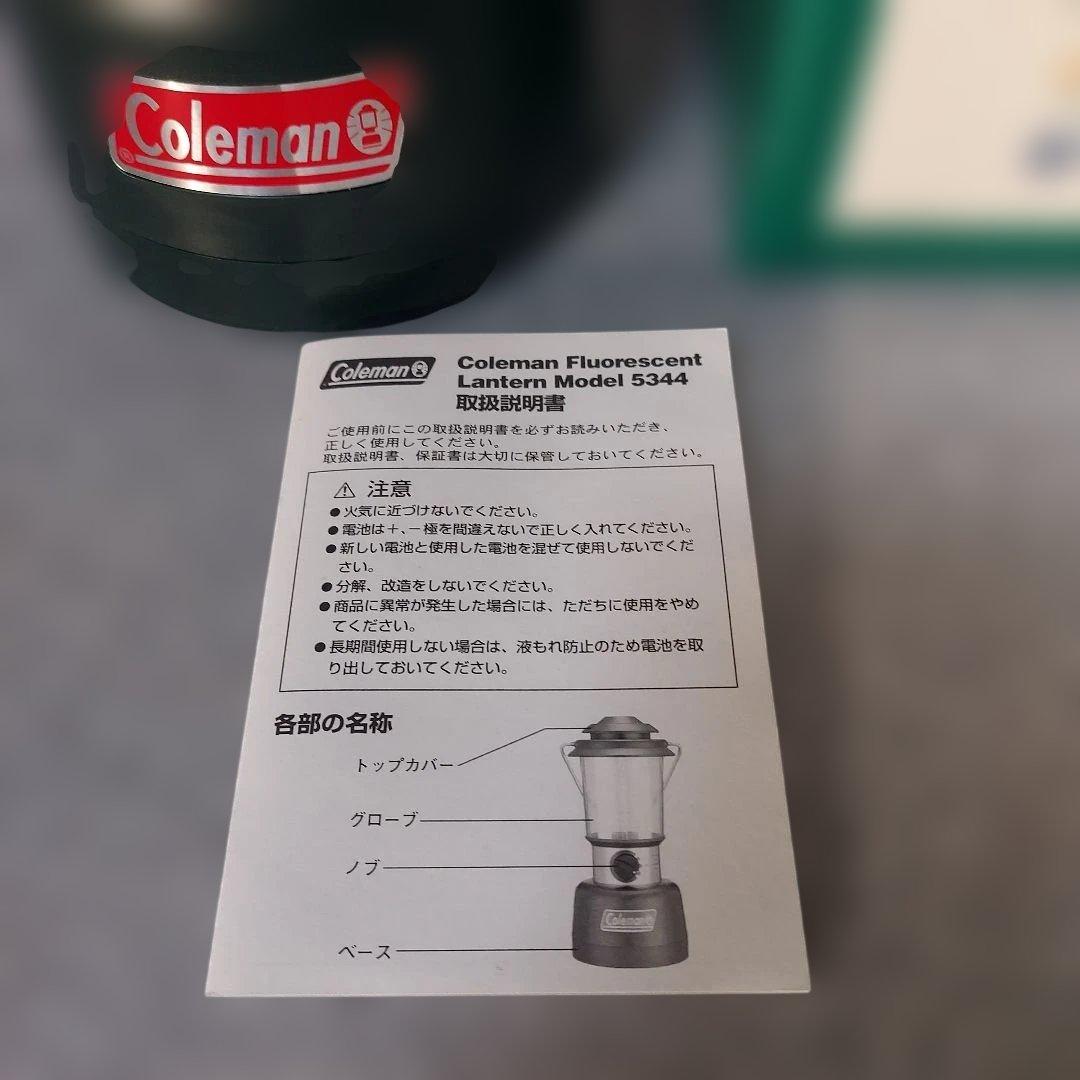 Coleman
Coleman
Coleman Fluorescent
Lantern Model 5344
取扱説明書
ご使用前にこの取扱説明書を必ずお読みいただき、
正しく使用してください。
取扱説明書、保証書は大切に保管しておいてください。
⚠ 注意
●火気に近づけないでください。
●電池は＋、－極を間違えないで正しく入れてください。
●新しい電池と使用した電池を混ぜて使用しないでくだ
さい。
●分解、改造をしないでください。
●商品に異常が発生した場合には、ただちに使用をやめ
てください。
●長期間使用しない場合は、液もれ防止のため電池を取
り出しておいてください。
各部の名称
トップカバー
グローブ
ノブ
Coleman
ベース